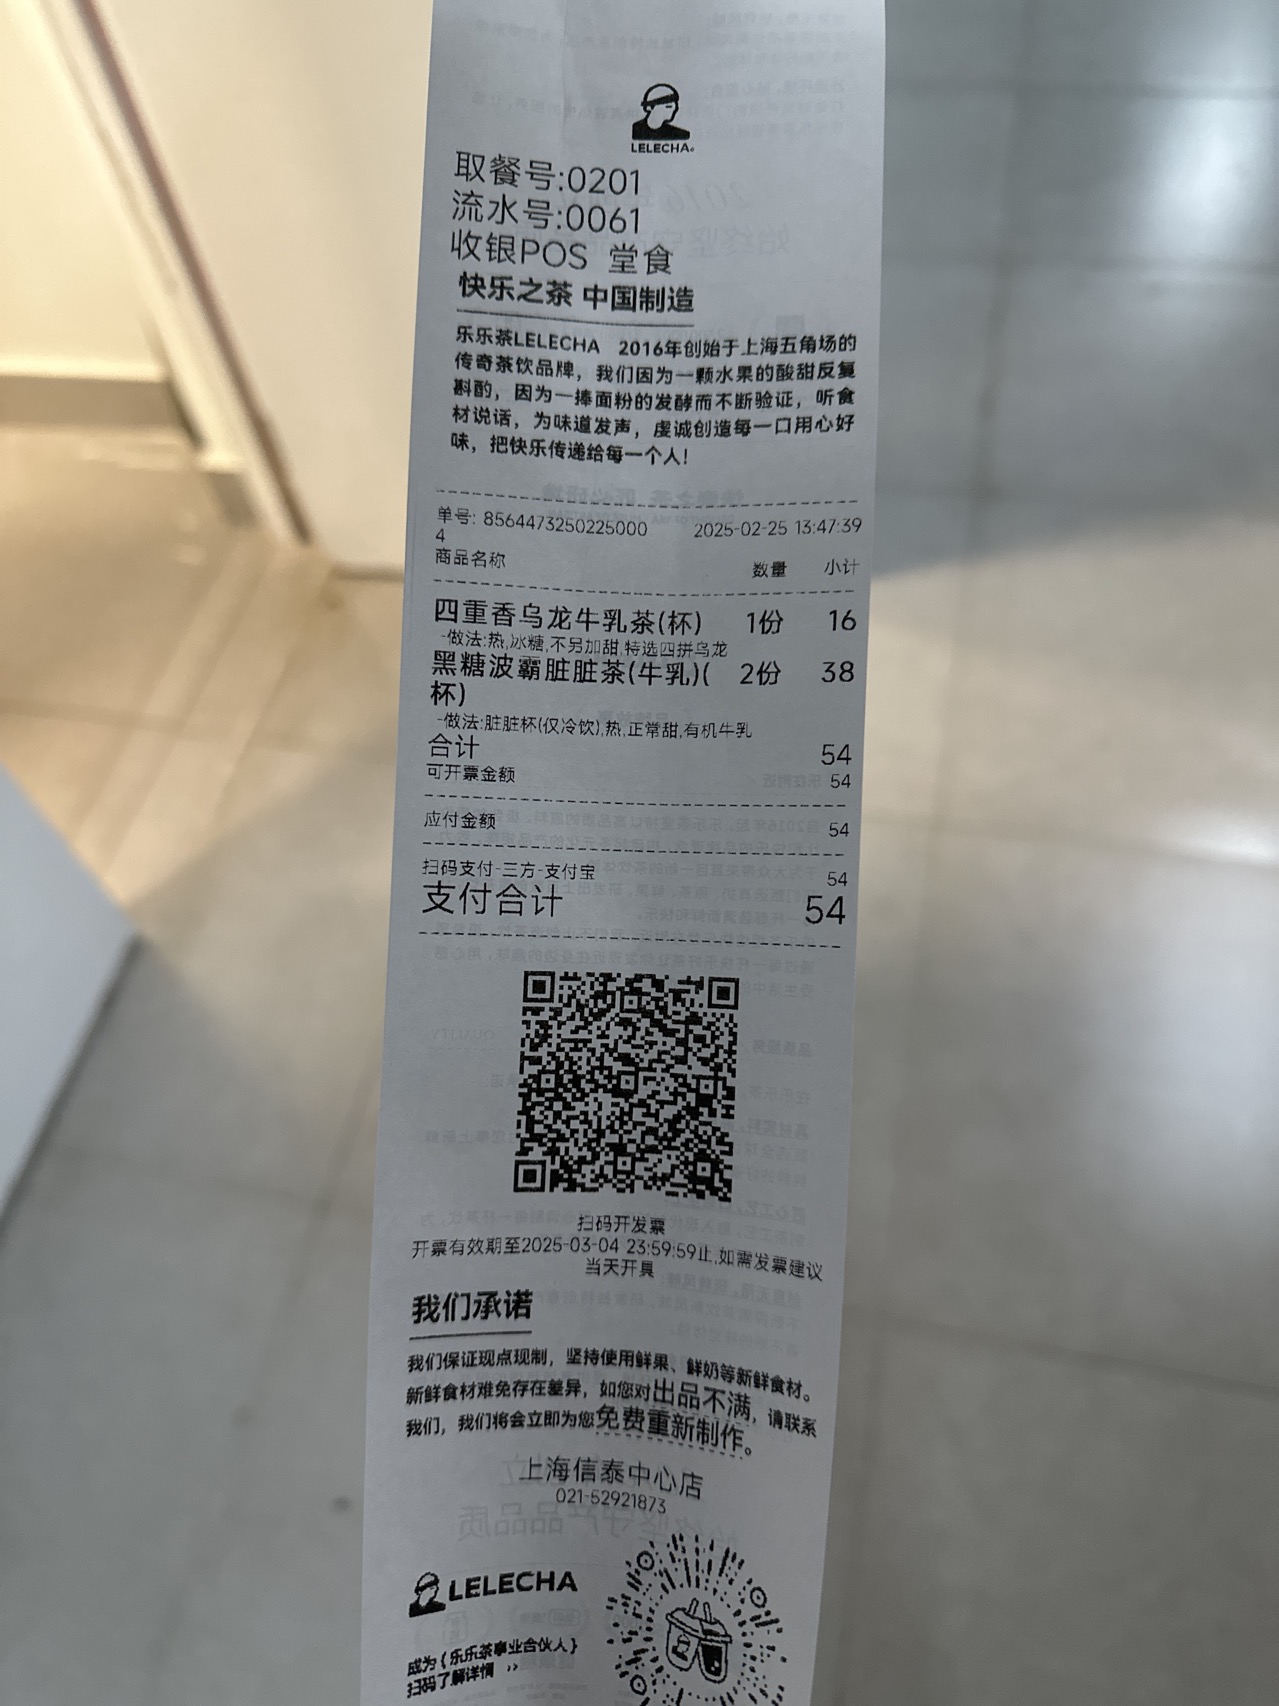 LELECHA
取餐号:0201
流水号:0061
收银POS 堂食
快乐之茶 中国制造
乐乐茶LELECHA 2016年创始于上海五角场的
传奇茶饮品牌，我们因为一颗水果的酸甜反复
斟酌，因为一捧面粉的发酵而不断验证，听食
材说话，为味道发声，虔诚创造每一口用心好
味，把快乐传递给每一个人！
单号: 8564473250225000 2025-02-25 13:47:39
4
商品名称 数量 小计
四重香乌龙牛乳茶(杯) 1份 16
-做法:热,冰糖,不另加甜,特选四拼乌龙
黑糖波霸脏脏茶(牛乳)( 2份 38
杯)
-做法:脏脏杯(仅冷饮),热,正常甜,有机牛乳
合计 54
可开票金额 54
应付金额 54
扫码支付-三方-支付宝 54
支付合计 54
扫码开发票
开票有效期至2025-03-04 23:59:59止,如需发票建议
当天开具
我们承诺
我们保证现点现制，坚持使用鲜果、鲜奶等新鲜食材。
新鲜食材难免存在差异，如您对出品不满，请联系
我们，我们将会立即为您免费重新制作。
上海信泰中心店
021-52921873
LELECHA
成为{乐乐茶事业合伙人}
扫码了解详情 >>